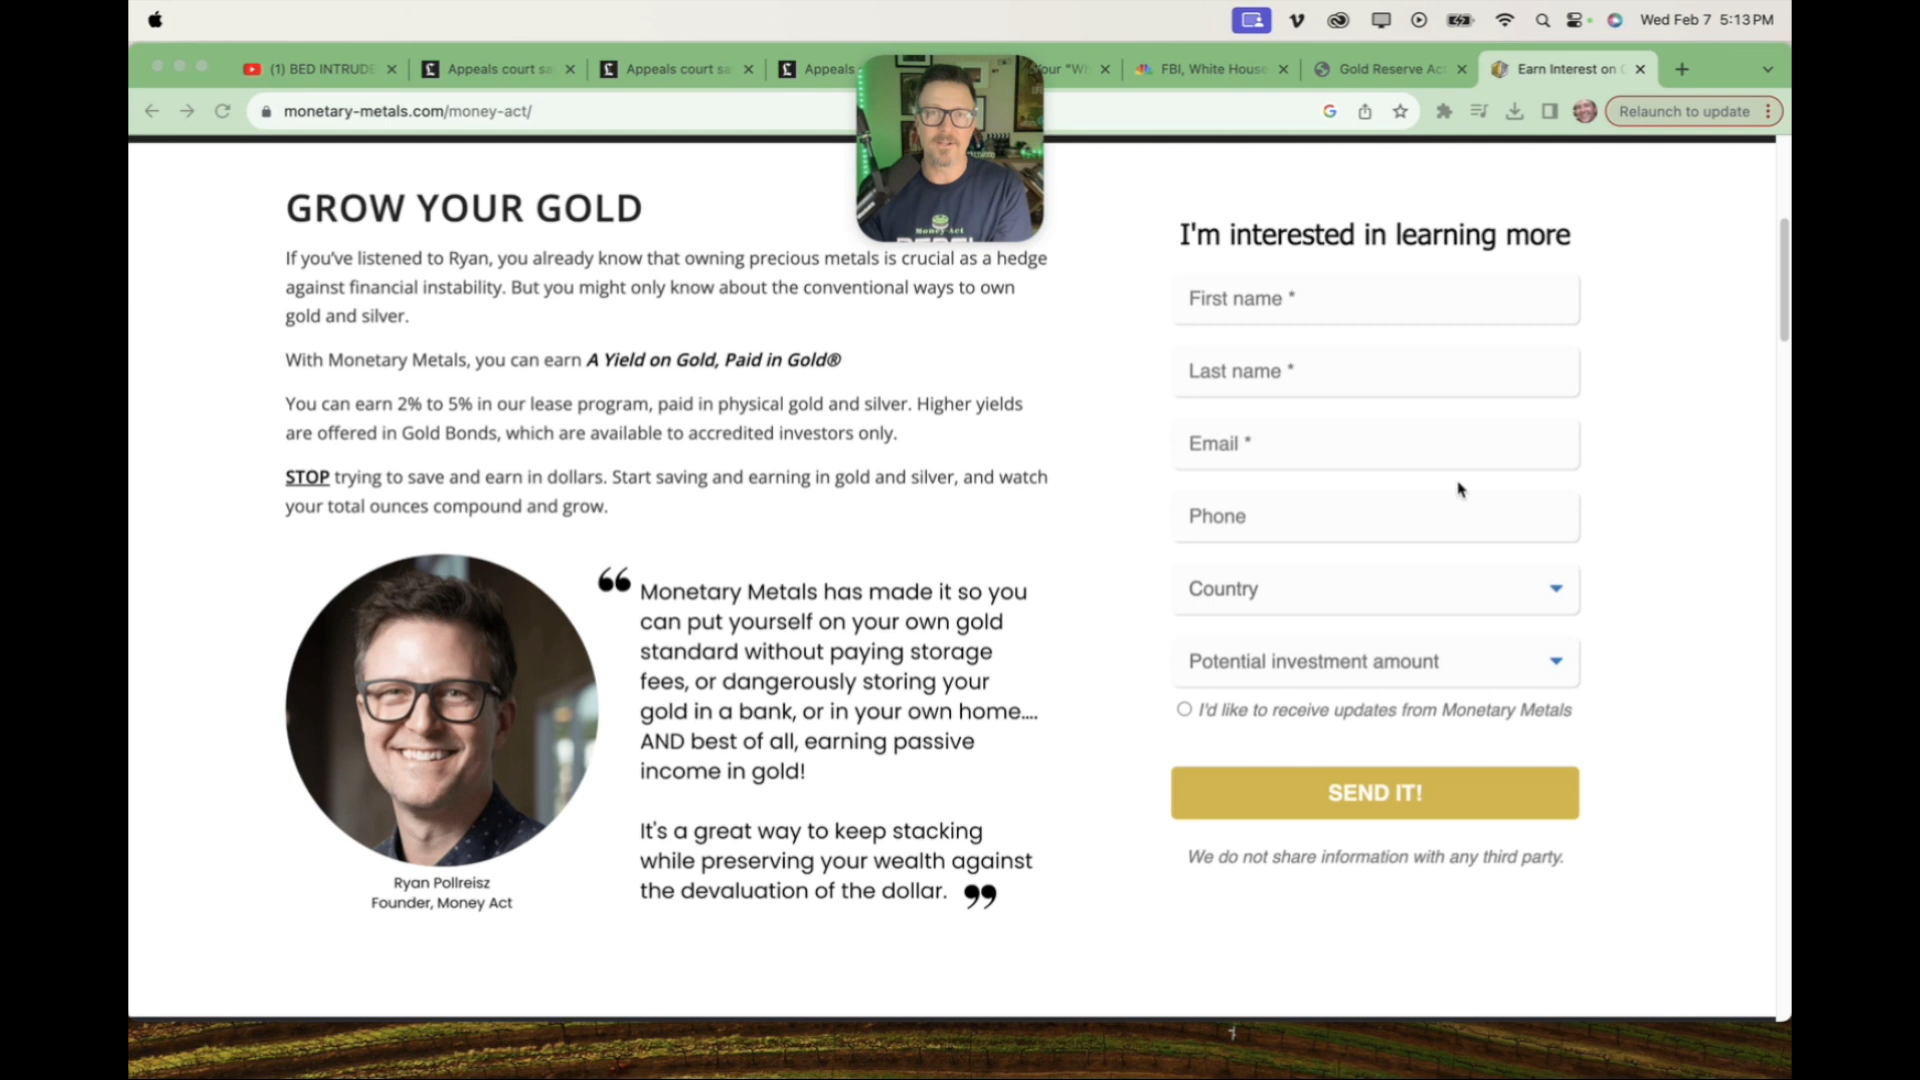 Wed Feb 7 5:13 PM
(1) BED INTRUDE
Appeals court sa
Appeals court sa
Appeals
our "W
FBI, White House
Gold Reserve Ac
Earn Interest on
monetary-metals.com/money-act/
Relaunch to update
Money Act
GROW YOUR GOLD
If you've listened to Ryan, you already know that owning precious metals is crucial as a hedge
against financial instability. But you might only know about the conventional ways to own
gold and silver.
With Monetary Metals, you can earn A Yield on Gold, Paid in Gold®
You can earn 2% to 5% in our lease program, paid in physical gold and silver. Higher yields
are offered in Gold Bonds, which are available to accredited investors only.
STOP trying to save and earn in dollars. Start saving and earning in gold and silver, and watch
your total ounces compound and grow.
“ Monetary Metals has made it so you
can put yourself on your own gold
standard without paying storage
fees, or dangerously storing your
gold in a bank, or in your own home....
AND best of all, earning passive
income in gold!
It's a great way to keep stacking
while preserving your wealth against
the devaluation of the dollar. ”
Ryan Pollreisz
Founder, Money Act
I'm interested in learning more
First name *
Last name *
Email *
Phone
Country
Potential investment amount
I'd like to receive updates from Monetary Metals
SEND IT!
We do not share information with any third party.